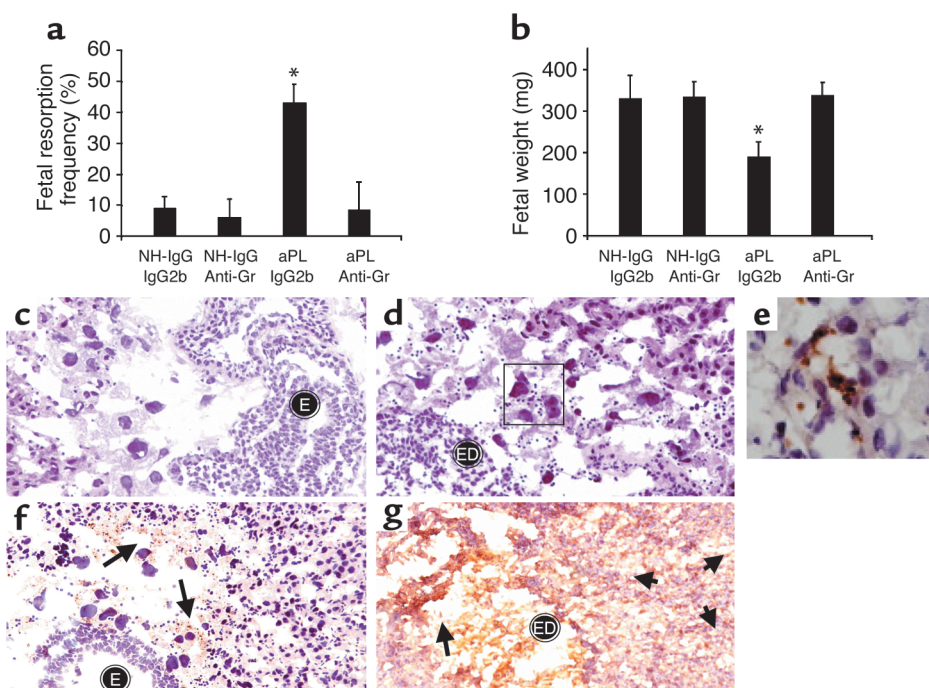 a
Fetal resorption
frequency (%)
60
50
40
30
20
10
0
*
NH-IgG
IgG2b
NH-IgG
Anti-Gr
aPL
IgG2b
aPL
Anti-Gr
b
Fetal weight (mg)
400
300
200
100
0
*
NH-IgG
IgG2b
NH-IgG
Anti-Gr
aPL
IgG2b
aPL
Anti-Gr
c
E
d
ED
e
f
E
g
ED